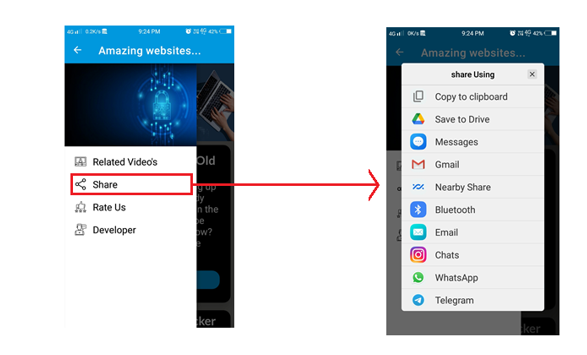 4G 0.2K/s 9:24 PM 42%
Amazing websites...
Related Video's
Share
Rate Us
Developer
Old
g up
dy
n the
be
ow?
e
ker
4G 0K/s 9:24 PM 42%
Amazing websites...
share Using
Copy to clipboard
Save to Drive
Messages
Gmail
Nearby Share
Bluetooth
Email
Chats
WhatsApp
Telegram